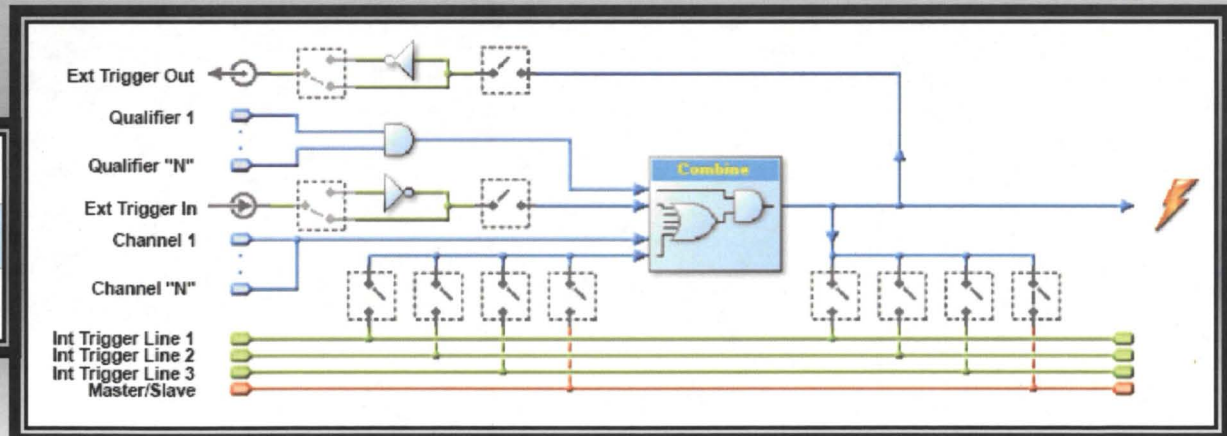 Ext Trigger Out
Qualifier 1
Qualifier "N"
Combine
Ext Trigger In
Channel 1
Channel "N"
Int Trigger Line 1
Int Trigger Line 2
Int Trigger Line 3
Master/Slave